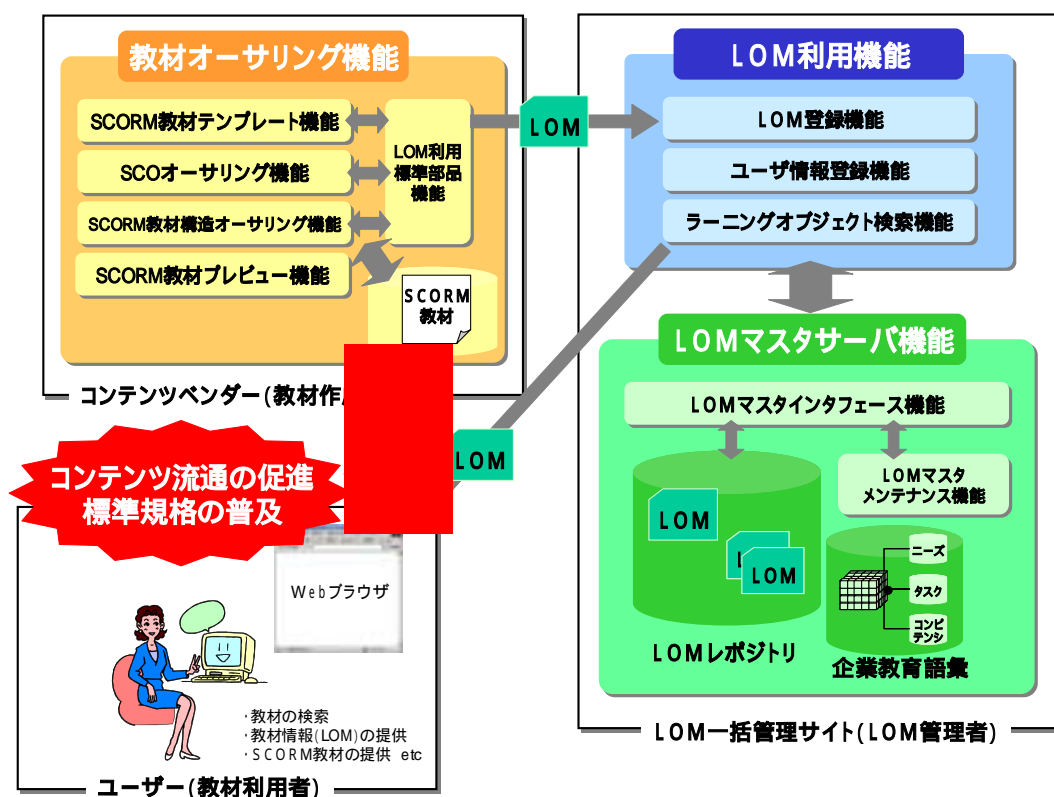 教材オーサリング機能
SCORM教材テンプレート機能
SCOオーサリング機能
SCORM教材構造オーサリング機能
SCORM教材プレビュー機能
LOM利用
標準部品
機能
SCORM
教材
コンテンツベンダー(教材作
LOM
LOM利用機能
LOM登録機能
ユーザ情報登録機能
ラーニングオブジェクト検索機能
LOMマスタサーバ機能
LOMマスタインタフェース機能
LOMマスタ
メンテナンス機能
LOM
L
LOM
LOMレポジトリ
ニーズ
タスク
コンピ
テンシ
企業教育語彙
LOM一括管理サイト(LOM管理者)
LOM
コンテンツ流通の促進
標準規格の普及
Webブラウザ
・教材の検索
・教材情報(LOM)の提供
・SCORM教材の提供 etc
ユーザー(教材利用者)